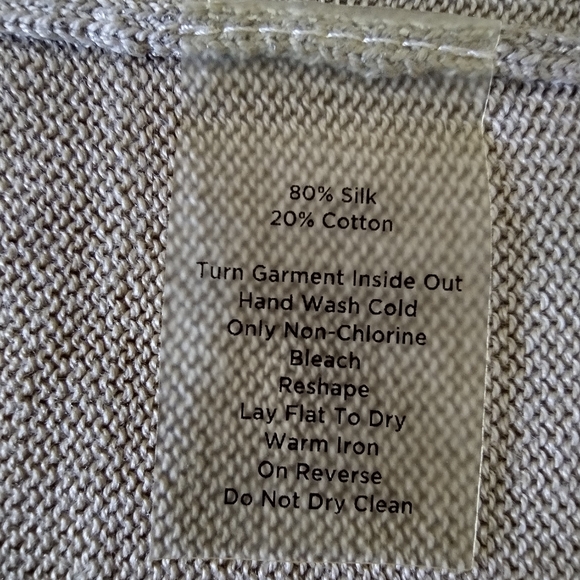 80% Silk
20% Cotton
Turn Garment Inside Out
Hand Wash Cold
Only Non-Chlorine
Bleach
Reshape
Lay Flat To Dry
Warm Iron
On Reverse
Do Not Dry Clean